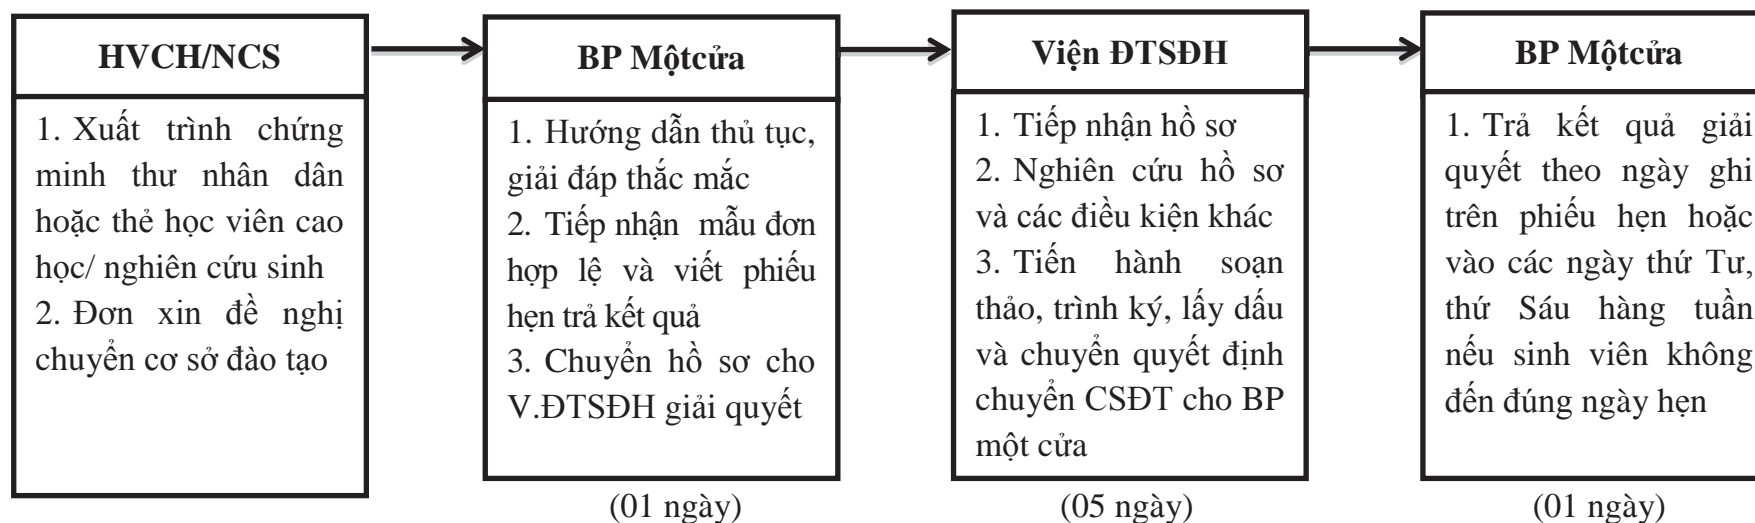 HVCH/NCS
1. Xuất trình chứng
minh thư nhân dân
hoặc thẻ học viên cao
học/ nghiên cứu sinh
2. Đơn xin đề nghị
chuyển cơ sở đào tạo
BP Mộtcửa
1. Hướng dẫn thủ tục,
giải đáp thắc mắc
2. Tiếp nhận mẫu đơn
hợp lệ và viết phiếu
hẹn trả kết quả
3. Chuyển hồ sơ cho
V.ĐTSĐH giải quyết
(01 ngày)
Viện ĐTSĐH
1. Tiếp nhận hồ sơ
2. Nghiên cứu hồ sơ
và các điều kiện khác
3. Tiến hành soạn
thảo, trình ký, lấy dấu
và chuyển quyết định
chuyển CSĐT cho BP
một cửa
(05 ngày)
BP Mộtcửa
1. Trả kết quả giải
quyết theo ngày ghi
trên phiếu hẹn hoặc
vào các ngày thứ Tư,
thứ Sáu hàng tuần
nếu sinh viên không
đến đúng ngày hẹn
(01 ngày)